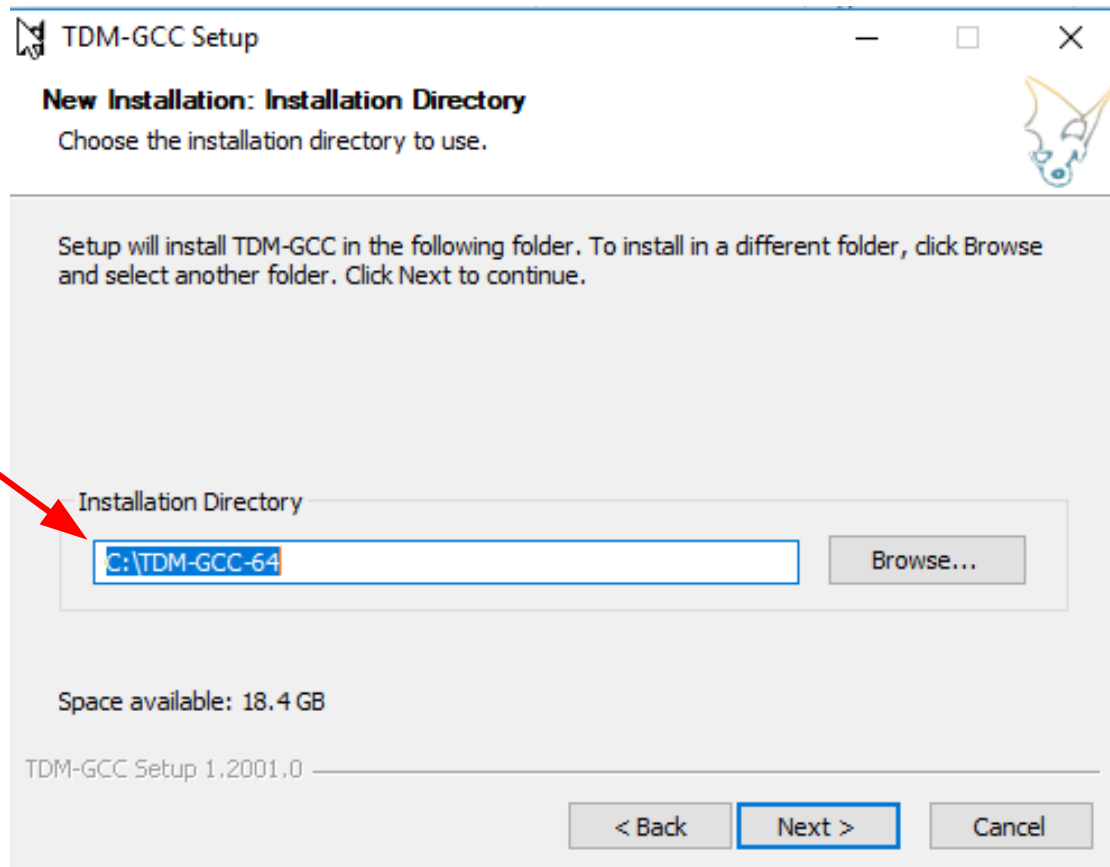 TDM-GCC Setup
New Installation: Installation Directory
Choose the installation directory to use.
Setup will install TDM-GCC in the following folder. To install in a different folder, click Browse
and select another folder. Click Next to continue.
Installation Directory
C:\TDM-GCC-64
Browse...
Space available: 18.4 GB
TDM-GCC Setup 1.2001.0
< Back
Next >
Cancel